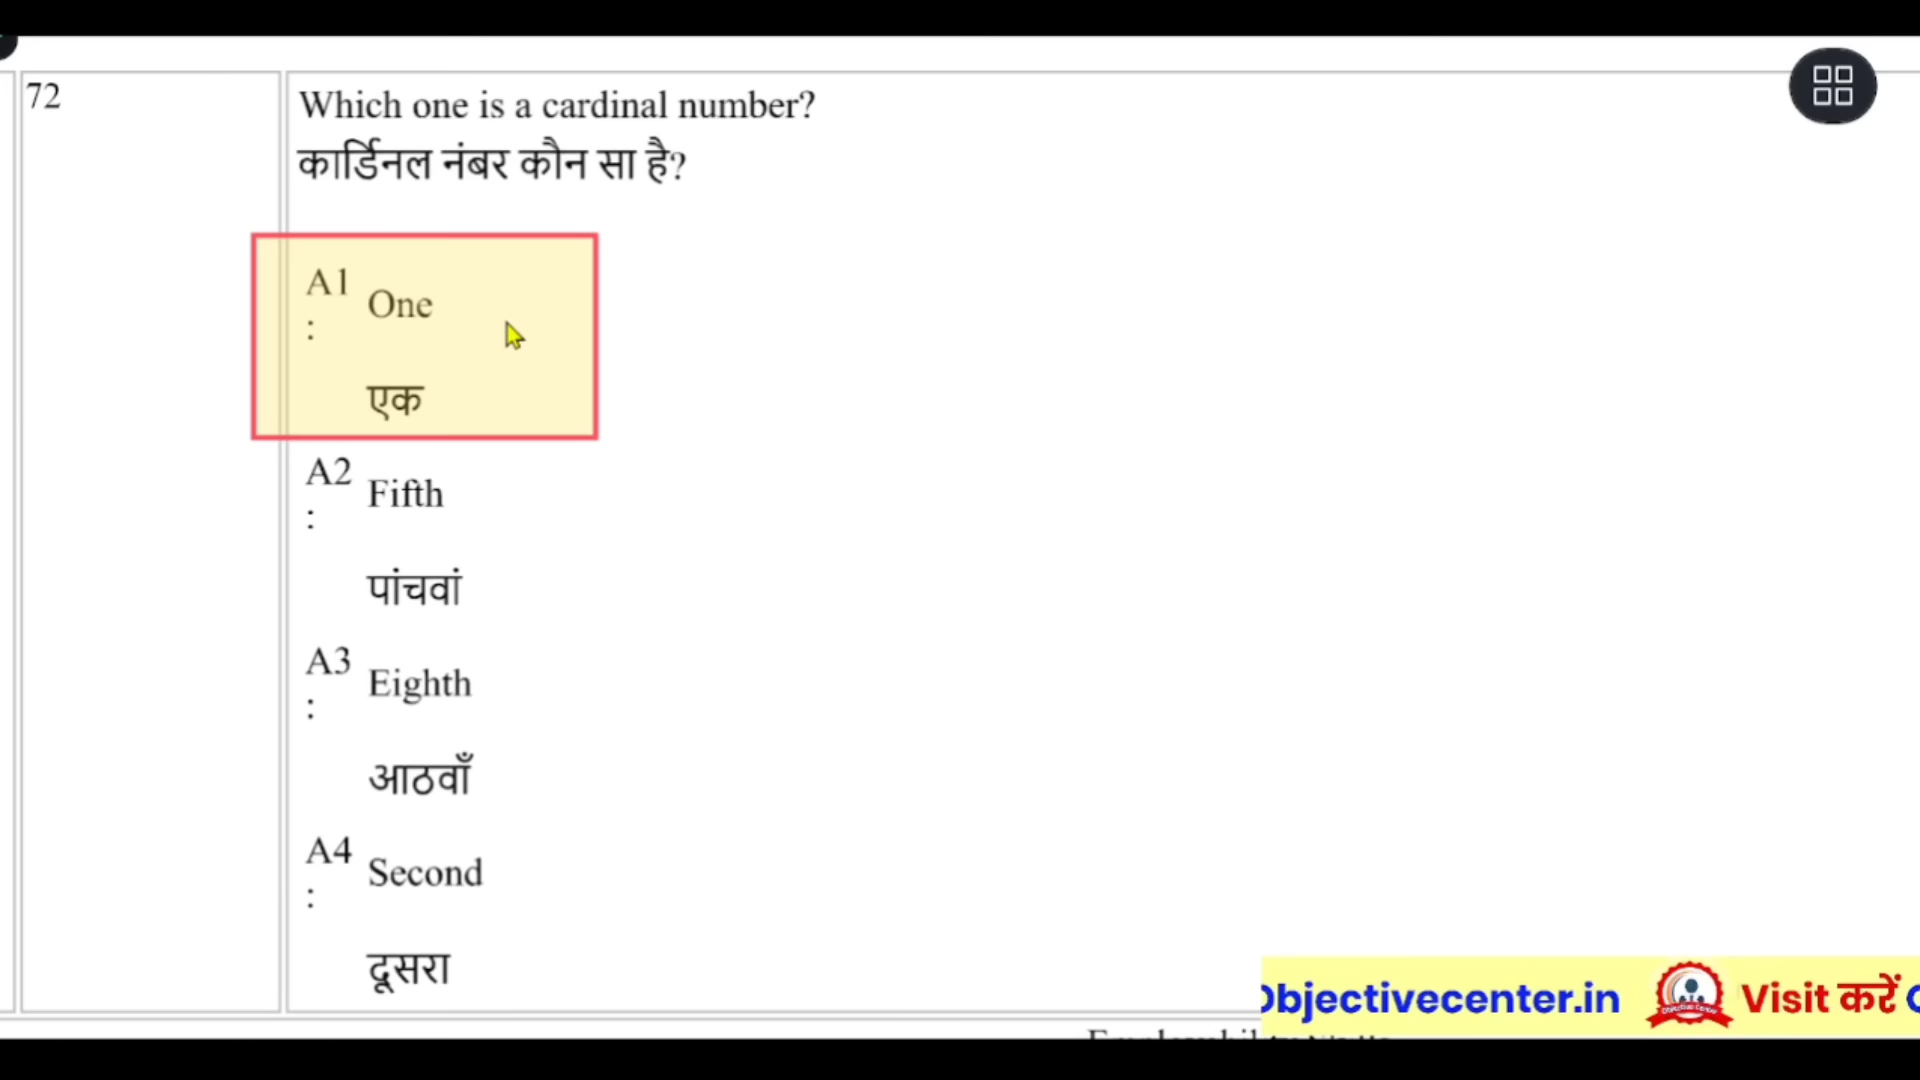 72
Which one is a cardinal number?
कार्डिनल नंबर कौन सा है?
A1
:
One
एक
A2
:
Fifth
पांचवां
A3
:
Eighth
आठवाँ
A4
:
Second
दूसरा
Objectivecenter.in
Visit करें